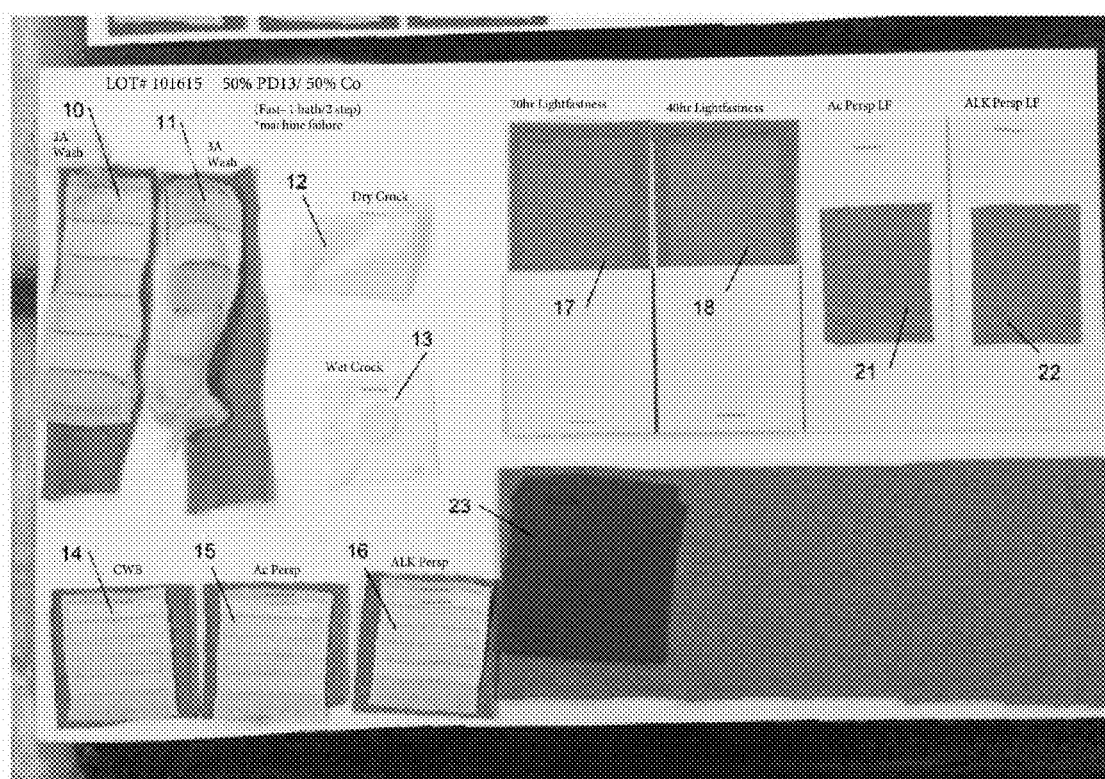 LOT# 101615 50% PD13/ 50% Co
(Fast- 1 bath/2 step)
*machine failure
10
11
2A
Wash
3A
Wash
12
Dry Crock
13
Wet Crock
20hr Lightfastness
40hr Lightfastness
Ac Persp LF
ALK Persp LF
17
18
21
22
23
14
CWB
15
Ac Persp
16
ALK Persp